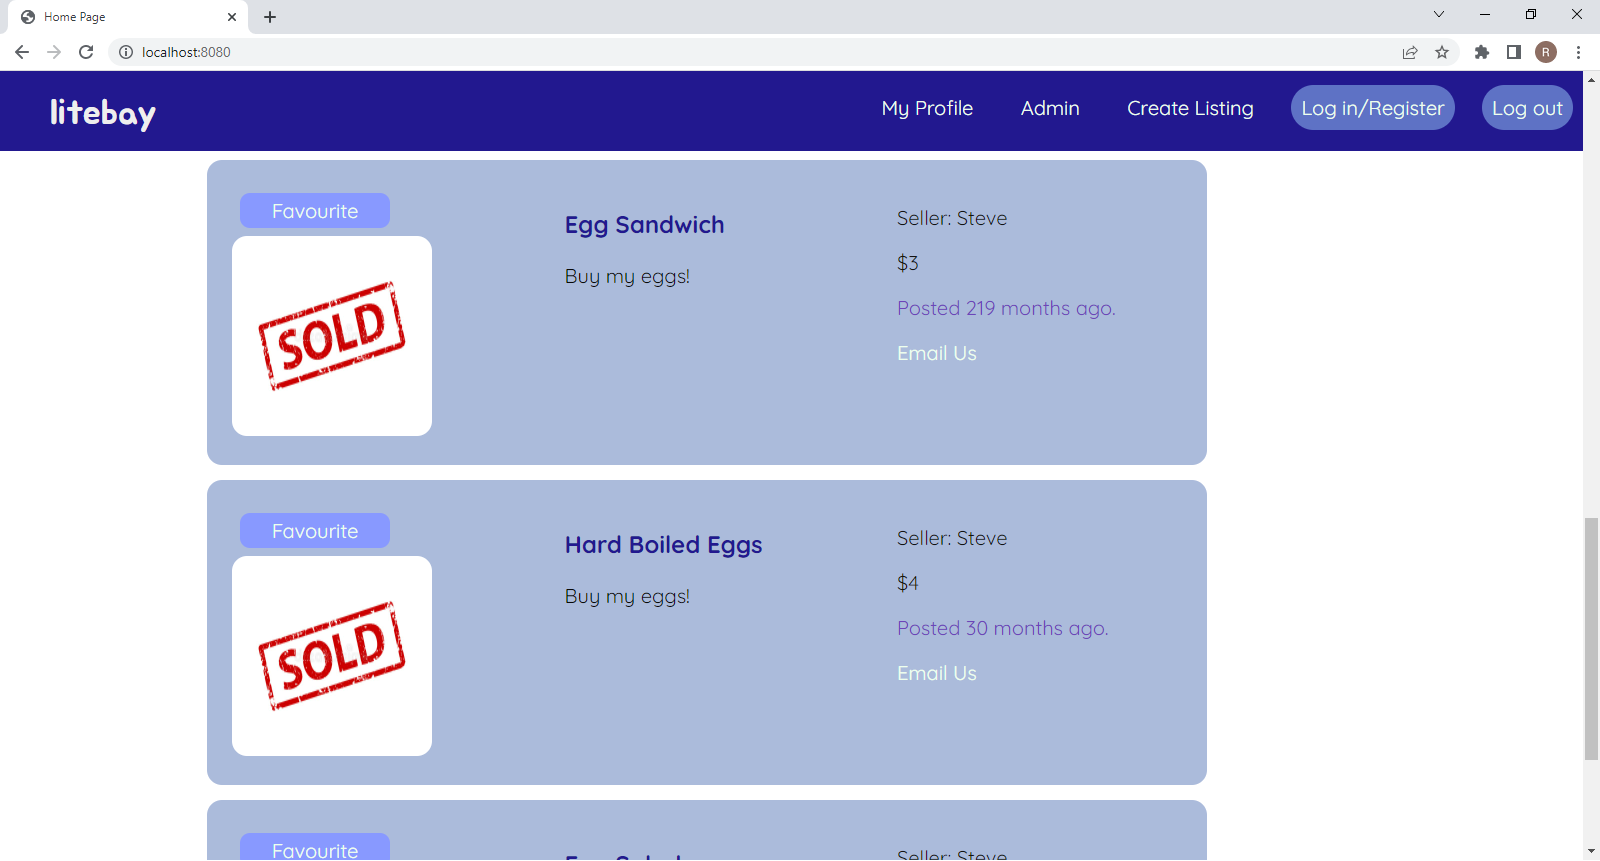 Home Page
localhost:8080
R
litebay
My Profile
Admin
Create Listing
Log in/Register
Log out
Favourite
SOLD
Egg Sandwich
Buy my eggs!
Seller: Steve
$3
Posted 219 months ago.
Email Us
Favourite
SOLD
Hard Boiled Eggs
Buy my eggs!
Seller: Steve
$4
Posted 30 months ago.
Email Us
Favourite
Seller: Steve